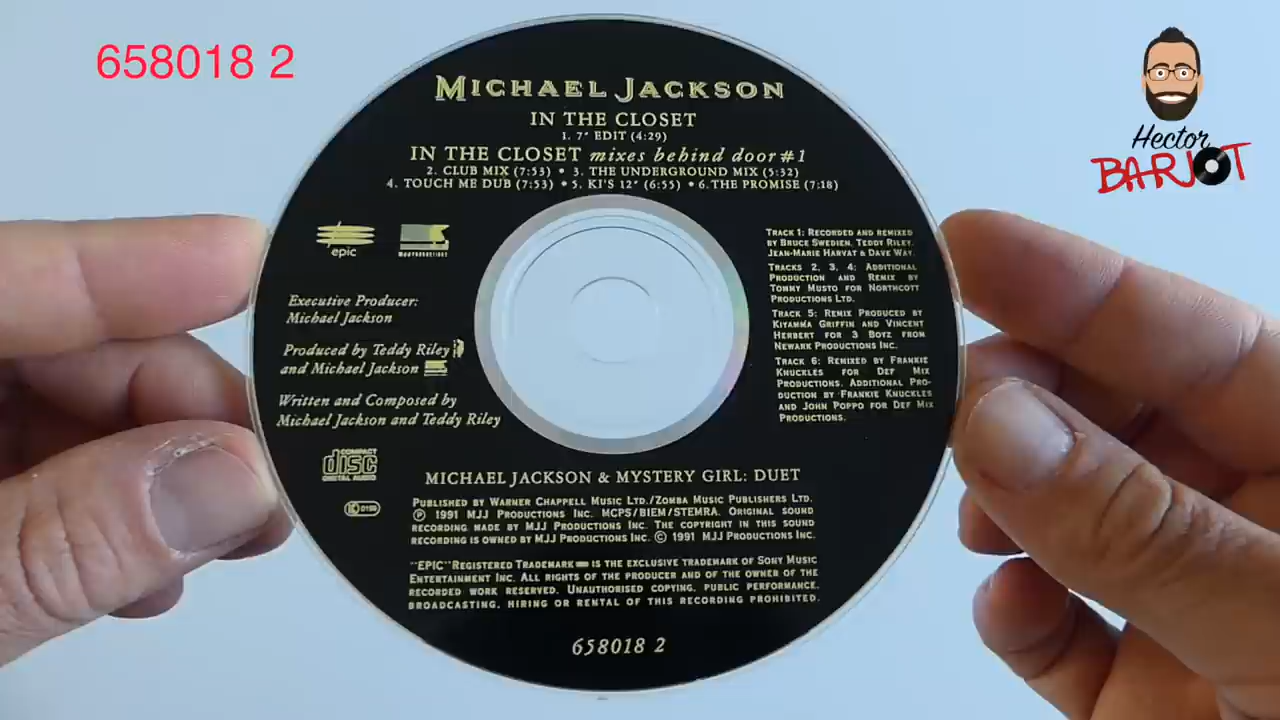 658018 2
Hector
BARJOT
MICHAEL JACKSON
IN THE CLOSET
1. 7" EDIT (4:29)
IN THE CLOSET mixes behind door #1
2. CLUB MIX (7:53) • 3. THE UNDERGROUND MIX (5:32)
4. TOUCH ME DUB (7:53) • 5. KI'S 12" (6:55) • 6. THE PROMISE (7:18)
epic
MJJ PRODUCTIONS
Executive Producer:
Michael Jackson
Produced by Teddy Riley
and Michael Jackson
Written and Composed by
Michael Jackson and Teddy Riley
TRACK 1: RECORDED AND REMIXED
BY BRUCE SWEDIEN, TEDDY RILEY,
JEAN-MARIE HARVAT & DAVE WAY.
TRACKS 2, 3, 4: ADDITIONAL
PRODUCTION AND REMIX BY
TOMMY MUSTO FOR NORTHCOTT
PRODUCTIONS LTD.
TRACK 5: REMIX PRODUCED BY
KIYAMMA GRIFFIN AND VINCENT
HERBERT FOR 3 BOYZ FROM
NEWARK PRODUCTIONS INC.
TRACK 6: REMIXED BY FRANKIE
KNUCKLES FOR DEF MIX
PRODUCTIONS. ADDITIONAL PRO-
DUCTION BY FRANKIE KNUCKLES
AND JOHN POPPO FOR DEF MIX
PRODUCTIONS.
COMPACT
disc
DIGITAL AUDIO
MICHAEL JACKSON & MYSTERY GIRL: DUET
PUBLISHED BY WARNER CHAPPELL MUSIC LTD./ZOMBA MUSIC PUBLISHERS LTD.
℗ 1991 MJJ PRODUCTIONS INC. MCPS/BIEM/STEMRA. ORIGINAL SOUND
RECORDING MADE BY MJJ PRODUCTIONS INC. THE COPYRIGHT IN THIS SOUND
RECORDING IS OWNED BY MJJ PRODUCTIONS INC. © 1991 MJJ PRODUCTIONS INC.
"EPIC" REGISTERED TRADEMARK IS THE EXCLUSIVE TRADEMARK OF SONY MUSIC
ENTERTAINMENT INC. ALL RIGHTS OF THE PRODUCER AND OF THE OWNER OF THE
RECORDED WORK RESERVED. UNAUTHORISED COPYING, PUBLIC PERFORMANCE,
BROADCASTING, HIRING OR RENTAL OF THIS RECORDING PROHIBITED.
658018 2